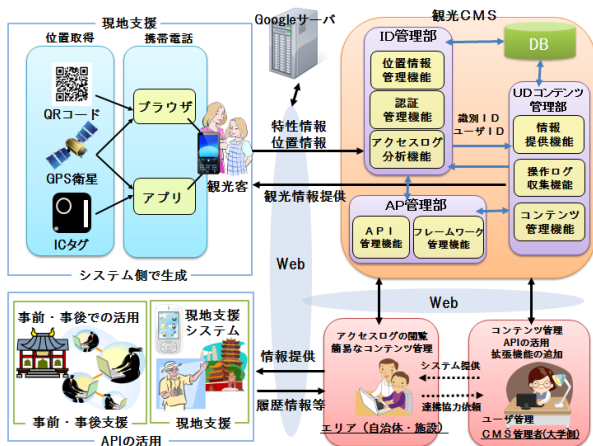 現地支援
位置取得
携帯電話
QRコード
GPS衛星
ICタグ
ブラウザ
アプリ
観光客
システム側で生成
Googleサーバ
特性情報
位置情報
観光情報提供
Web
観光CMS
ID管理部
位置情報
管理機能
認証
管理機能
アクセスログ
分析機能
DB
識別ID
ユーザID
UDコンテンツ
管理部
情報
提供機能
操作ログ
収集機能
コンテンツ
管理機能
AP管理部
API
管理機能
フレームワーク
管理機能
Web
事前・事後での活用
事前・事後支援
現地支援
システム
現地支援
APIの活用
情報提供
履歴情報等
アクセスログの閲覧
簡易なコンテンツ管理
エリア（自治体・施設）
システム提供
連携協力依頼
コンテンツ管理
APIの活用
拡張機能の追加
ユーザ管理
CMS管理者(大学側)